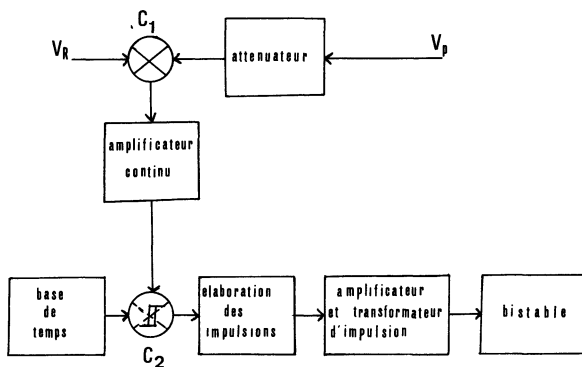 C1
VR
attenuateur
Vp
amplificateur
continu
base
de
temps
C2
elaboration
des
impulsions
amplificateur
et transformateur
d'impulsion
bistable